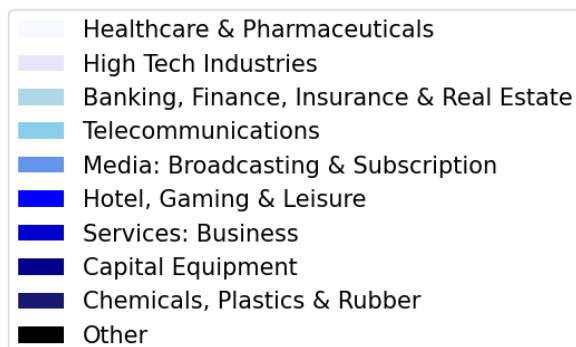 Healthcare & Pharmaceuticals
High Tech Industries
Banking, Finance, Insurance & Real Estate
Telecommunications
Media: Broadcasting & Subscription
Hotel, Gaming & Leisure
Services: Business
Capital Equipment
Chemicals, Plastics & Rubber
Other